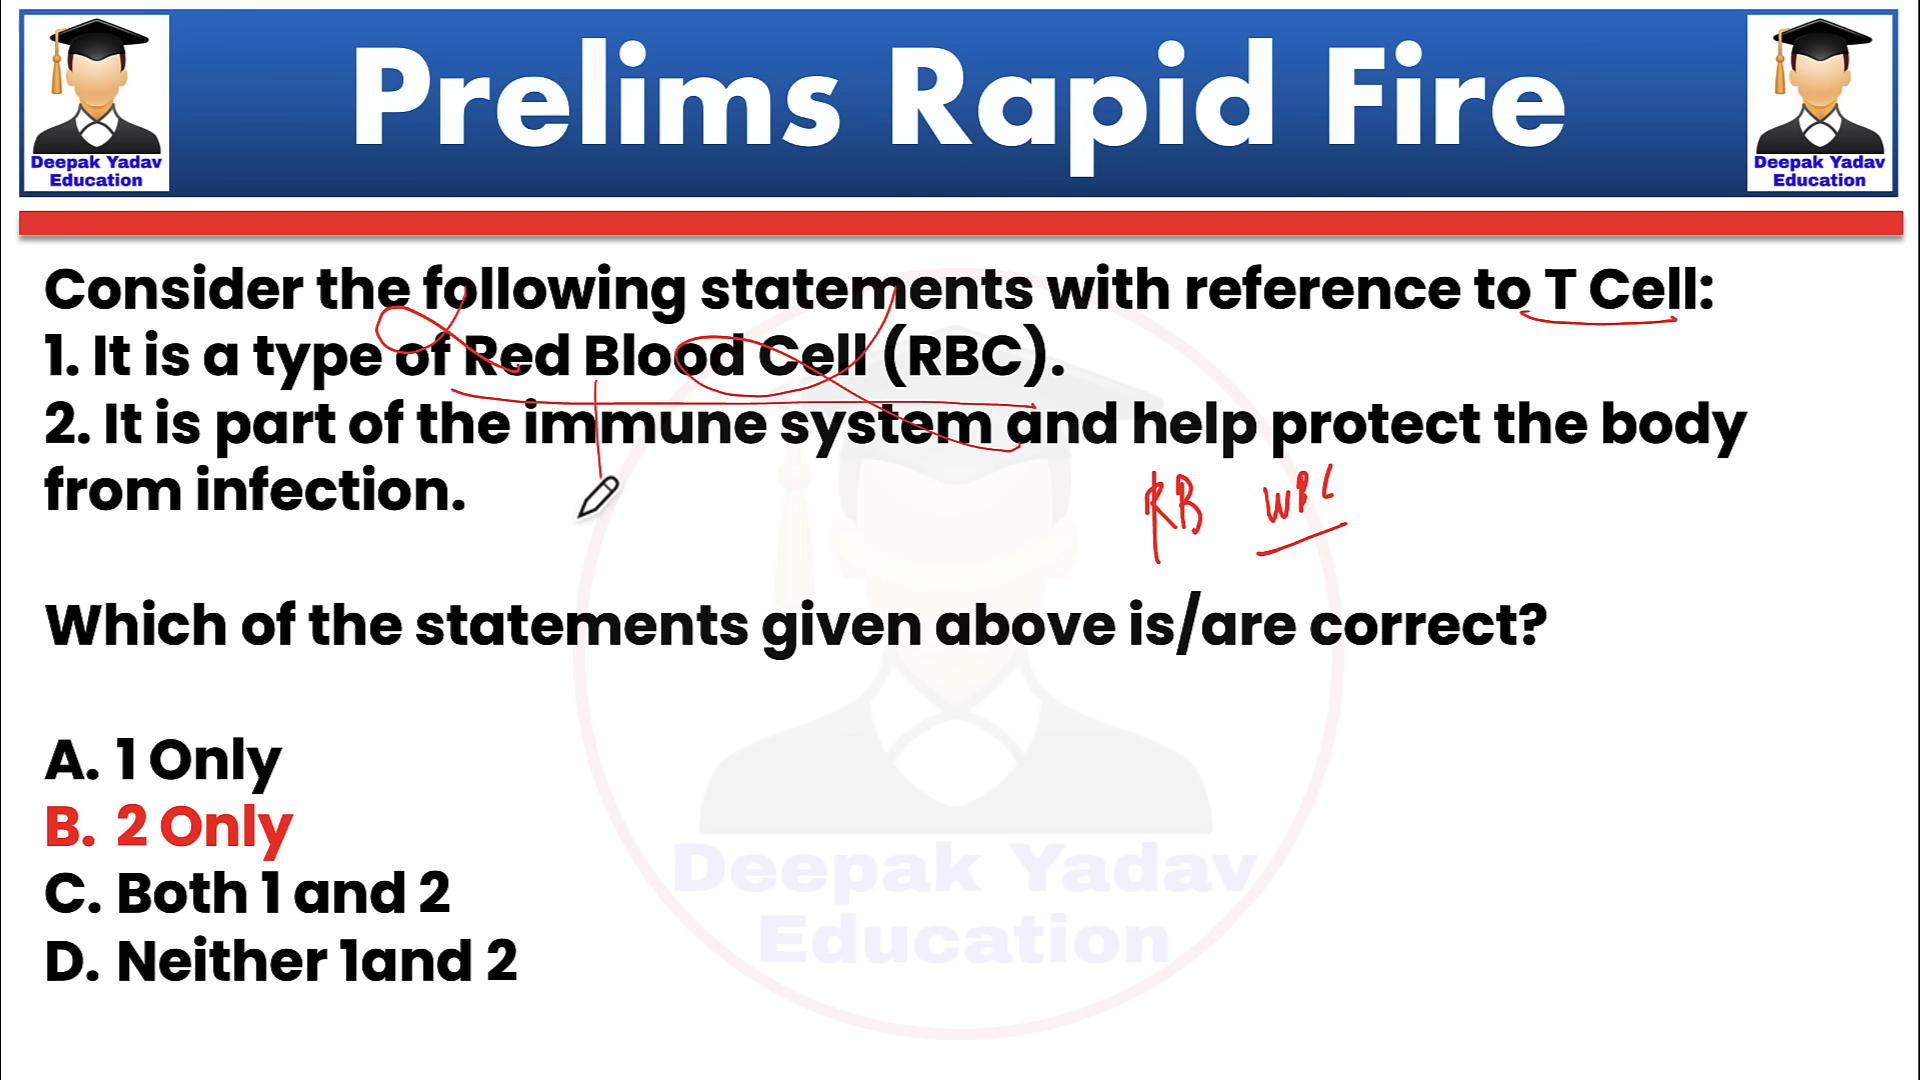 Prelims Rapid Fire
Deepak Yadav
Education
Deepak Yadav
Education
Consider the following statements with reference to T Cell:
1. It is a type of Red Blood Cell (RBC).
2. It is part of the immune system and help protect the body
from infection.
RB WBC
Which of the statements given above is/are correct?
A. 1 Only
B. 2 Only
C. Both 1 and 2
D. Neither 1and 2
Deepak Yadav
Education